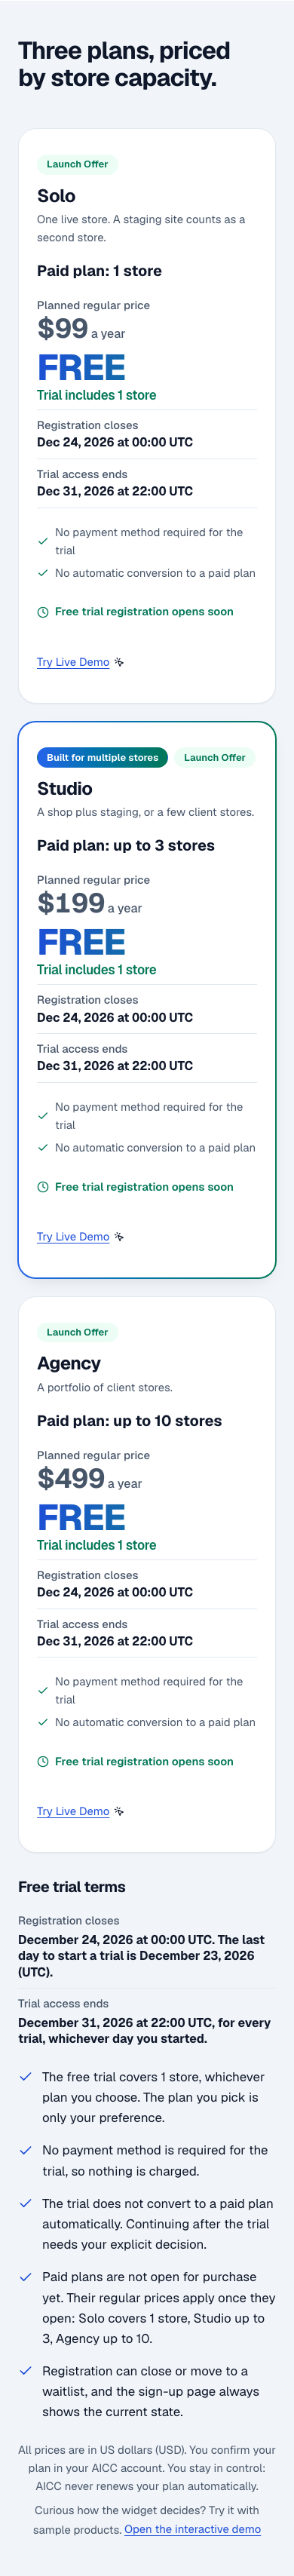 Three plans, priced
by store capacity.
Launch Offer
Solo
One live store. A staging site counts as a
second store.
Paid plan: 1 store
Planned regular price
$99 a year
FREE
Trial includes 1 store
Registration closes
Dec 24, 2026 at 00:00 UTC
Trial access ends
Dec 31, 2026 at 22:00 UTC
No payment method required for the
trial
No automatic conversion to a paid plan
Free trial registration opens soon
Try Live Demo
Built for multiple stores Launch Offer
Studio
A shop plus staging, or a few client stores.
Paid plan: up to 3 stores
Planned regular price
$199 a year
FREE
Trial includes 1 store
Registration closes
Dec 24, 2026 at 00:00 UTC
Trial access ends
Dec 31, 2026 at 22:00 UTC
No payment method required for the
trial
No automatic conversion to a paid plan
Free trial registration opens soon
Try Live Demo
Launch Offer
Agency
A portfolio of client stores.
Paid plan: up to 10 stores
Planned regular price
$499 a year
FREE
Trial includes 1 store
Registration closes
Dec 24, 2026 at 00:00 UTC
Trial access ends
Dec 31, 2026 at 22:00 UTC
No payment method required for the
trial
No automatic conversion to a paid plan
Free trial registration opens soon
Try Live Demo
Free trial terms
Registration closes
December 24, 2026 at 00:00 UTC. The last
day to start a trial is December 23, 2026
(UTC).
Trial access ends
December 31, 2026 at 22:00 UTC, for every
trial, whichever day you started.
The free trial covers 1 store, whichever
plan you choose. The plan you pick is
only your preference.
No payment method is required for the
trial, so nothing is charged.
The trial does not convert to a paid plan
automatically. Continuing after the trial
needs your explicit decision.
Paid plans are not open for purchase
yet. Their regular prices apply once they
open: Solo covers 1 store, Studio up to
3, Agency up to 10.
Registration can close or move to a
waitlist, and the sign-up page always
shows the current state.
All prices are in US dollars (USD). You confirm your
plan in your AICC account. You stay in control:
AICC never renews your plan automatically.
Curious how the widget decides? Try it with
sample products. Open the interactive demo